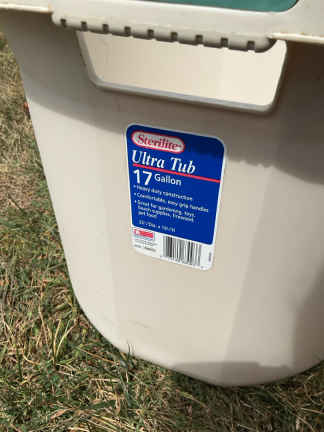 Sterilite
Ultra Tub
17 Gallon
• Heavy duty construction
• Comfortable, easy grip handles
• Great for gardening, toys,
beach supplies, firewood
pet food